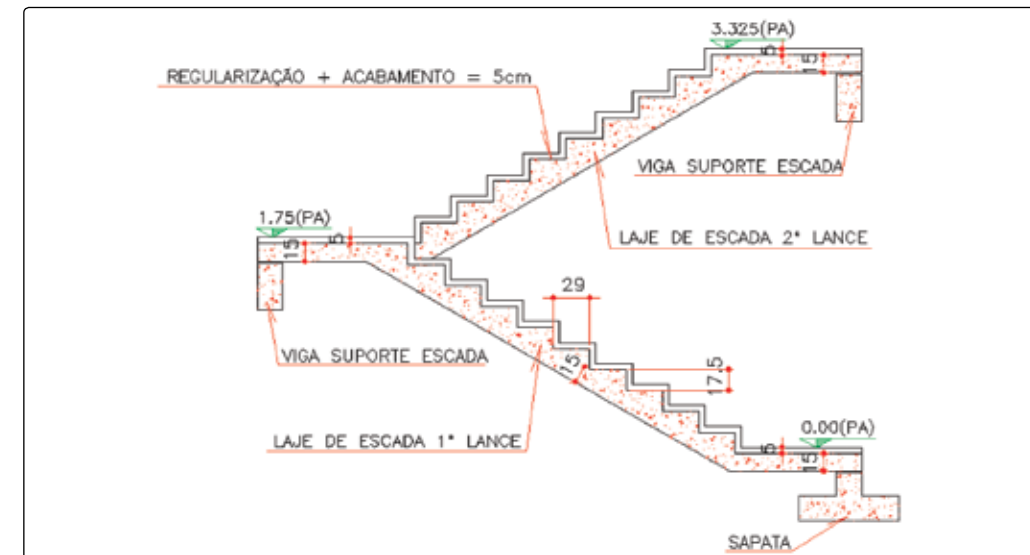 3.325(PA)
5
15
REGULARIZAÇÃO + ACABAMENTO = 5cm
VIGA SUPORTE ESCADA
1.75(PA)
5
15
LAJE DE ESCADA 2° LANCE
29
VIGA SUPORTE ESCADA
15
17.5
LAJE DE ESCADA 1° LANCE
0.00(PA)
5
15
SAPATA